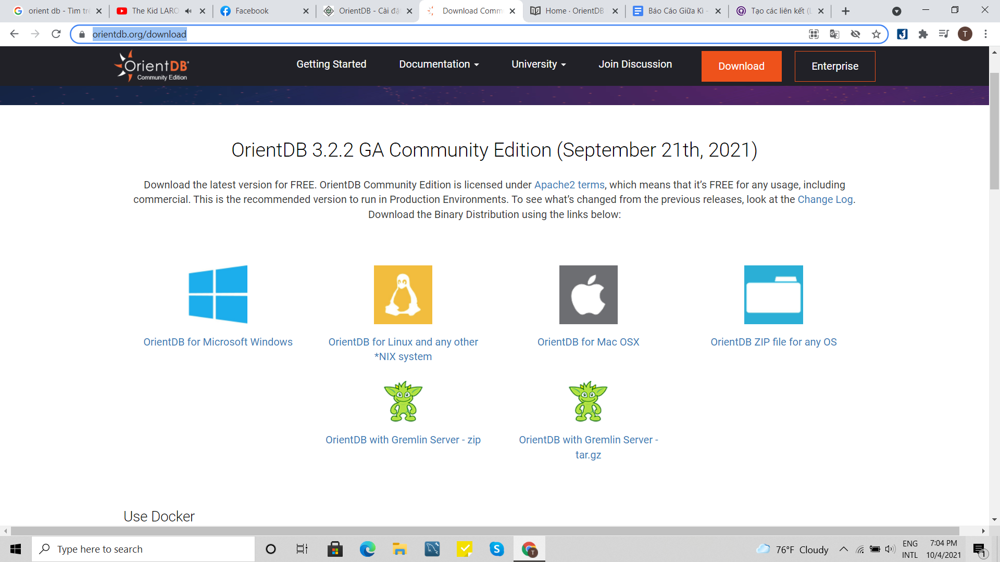 orient db - Tìm trê
The Kid LARO
Facebook
OrientDB - Cài đặ
Download Comm
Home · OrientDB
Báo Cáo Giữa Kì -
Tạo các liên kết (L
orientdb.org/download
T
OrientDB
Community Edition
Getting Started
Documentation
University
Join Discussion
Download
Enterprise
OrientDB 3.2.2 GA Community Edition (September 21th, 2021)
Download the latest version for FREE. OrientDB Community Edition is licensed under Apache2 terms, which means that it’s FREE for any usage, including
commercial. This is the recommended version to run in Production Environments. To see what’s changed from the previous releases, look at the Change Log.
Download the Binary Distribution using the links below:
OrientDB for Microsoft Windows
OrientDB for Linux and any other
*NIX system
OrientDB for Mac OSX
OrientDB ZIP file for any OS
OrientDB with Gremlin Server - zip
OrientDB with Gremlin Server -
tar.gz
Use Docker
Type here to search
T
76°F Cloudy
ENG
INTL
7:04 PM
10/4/2021
1